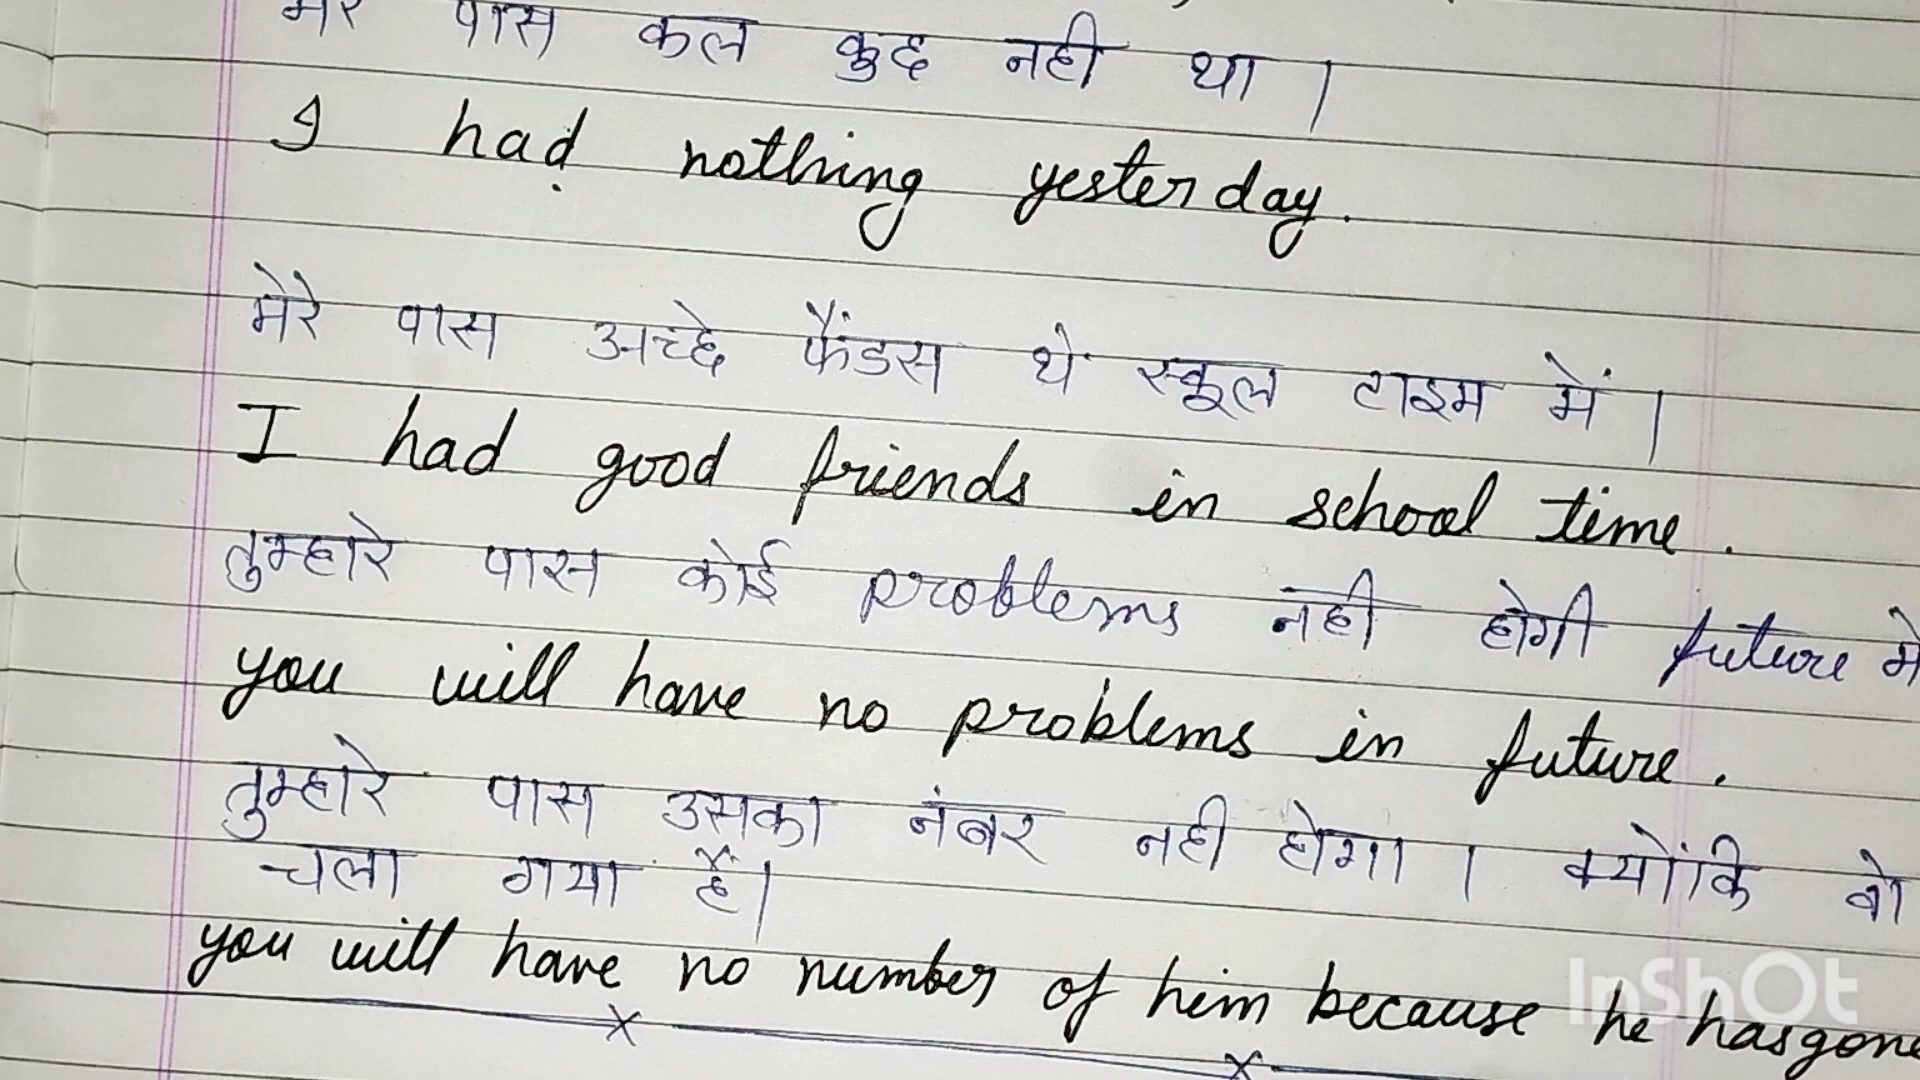 मेरे पास कल कुछ नही था ।
I had nothing yesterday.
मेरे पास अच्छे फैंडस थे स्कूल टाइम में ।
I had good friends in school time.
तुम्हारे पास कोई problems नही होगी future मे
you will have no problems in future.
तुम्हारे पास उसका नंबर नही होगा । क्योंकि वो
चला गया है।
you will have no number of him because he has gone
InShOt